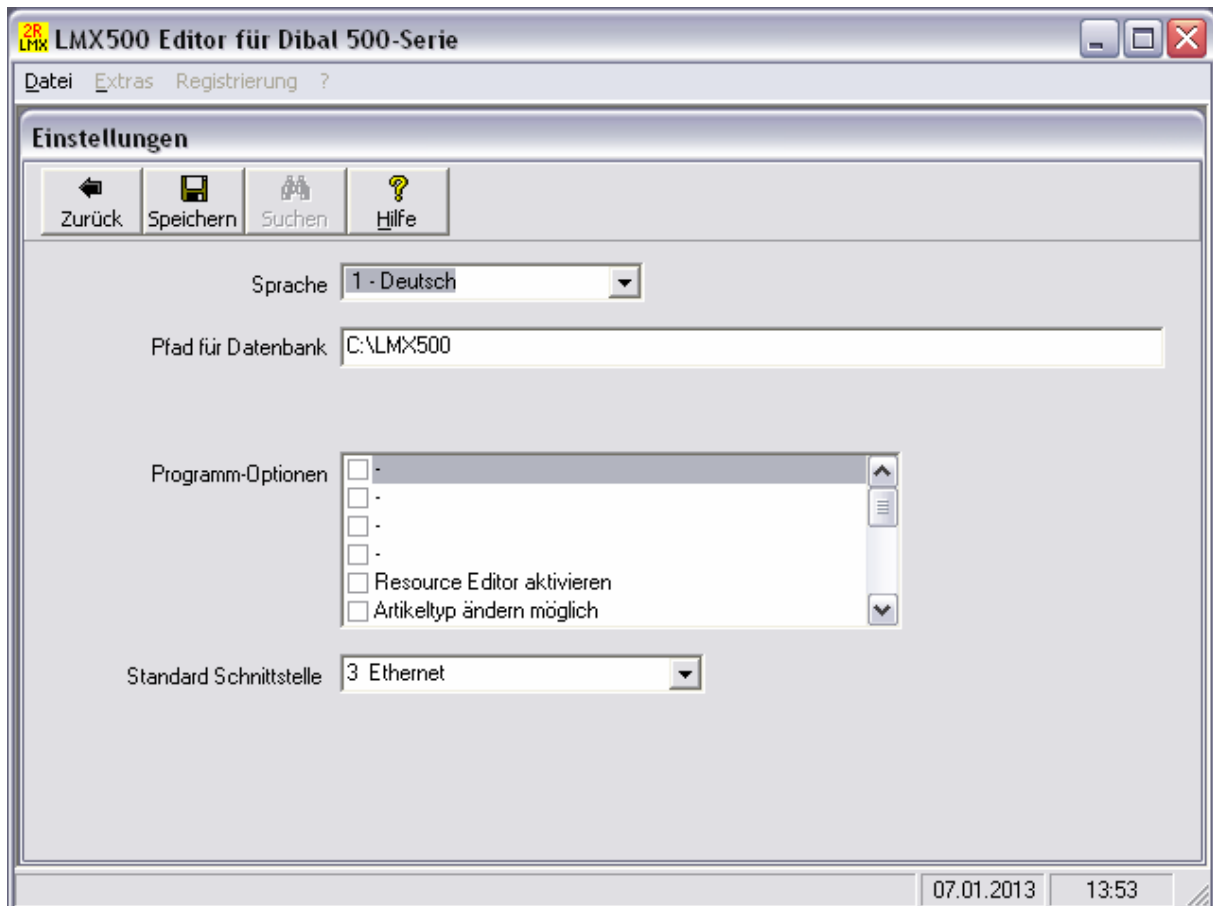 2R
LMX
LMX500 Editor für Dibal 500-Serie
Datei Extras Registrierung ?
Einstellungen
Zurück Speichern Suchen Hilfe
Sprache 1 - Deutsch
Pfad für Datenbank C:\LMX500
Programm-Optionen -
-
-
-
Resource Editor aktivieren
Artikeltyp ändern möglich
Standard Schnittstelle 3 Ethernet
07.01.2013 13:53